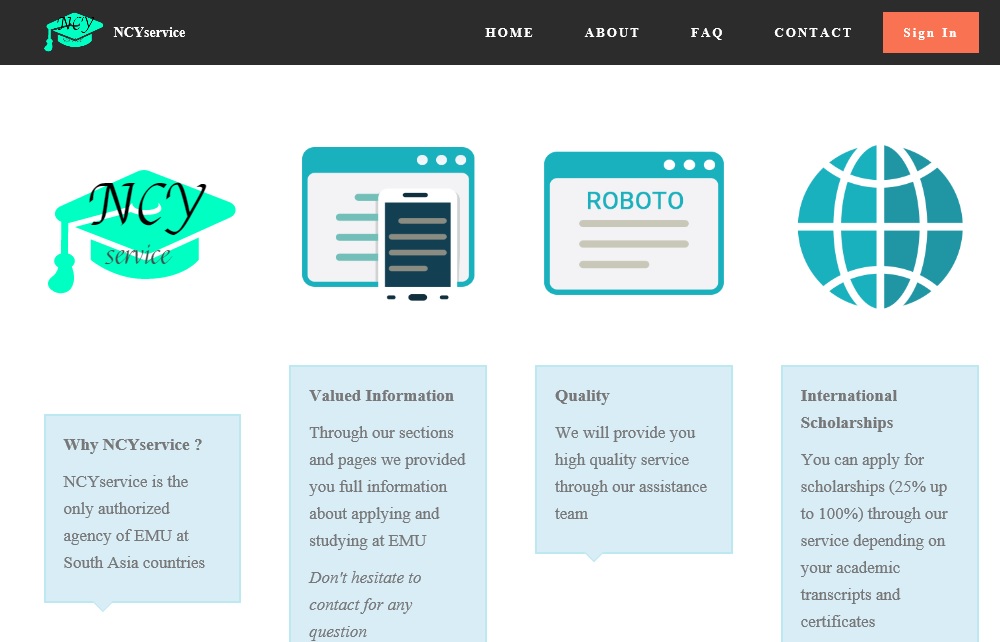 NCY
NCYservice
HOME
ABOUT
FAQ
CONTACT
Sign In
NCY
service
ROBOTO
Why NCYservice ?
NCYservice is the
only authorized
agency of EMU at
South Asia countries
Valued Information
Through our sections
and pages we provided
you full information
about applying and
studying at EMU
Don't hesitate to
contact for any
question
Quality
We will provide you
high quality service
through our assistance
team
International
Scholarships
You can apply for
scholarships (25% up
to 100%) through our
service depending on
your academic
transcripts and
certificates